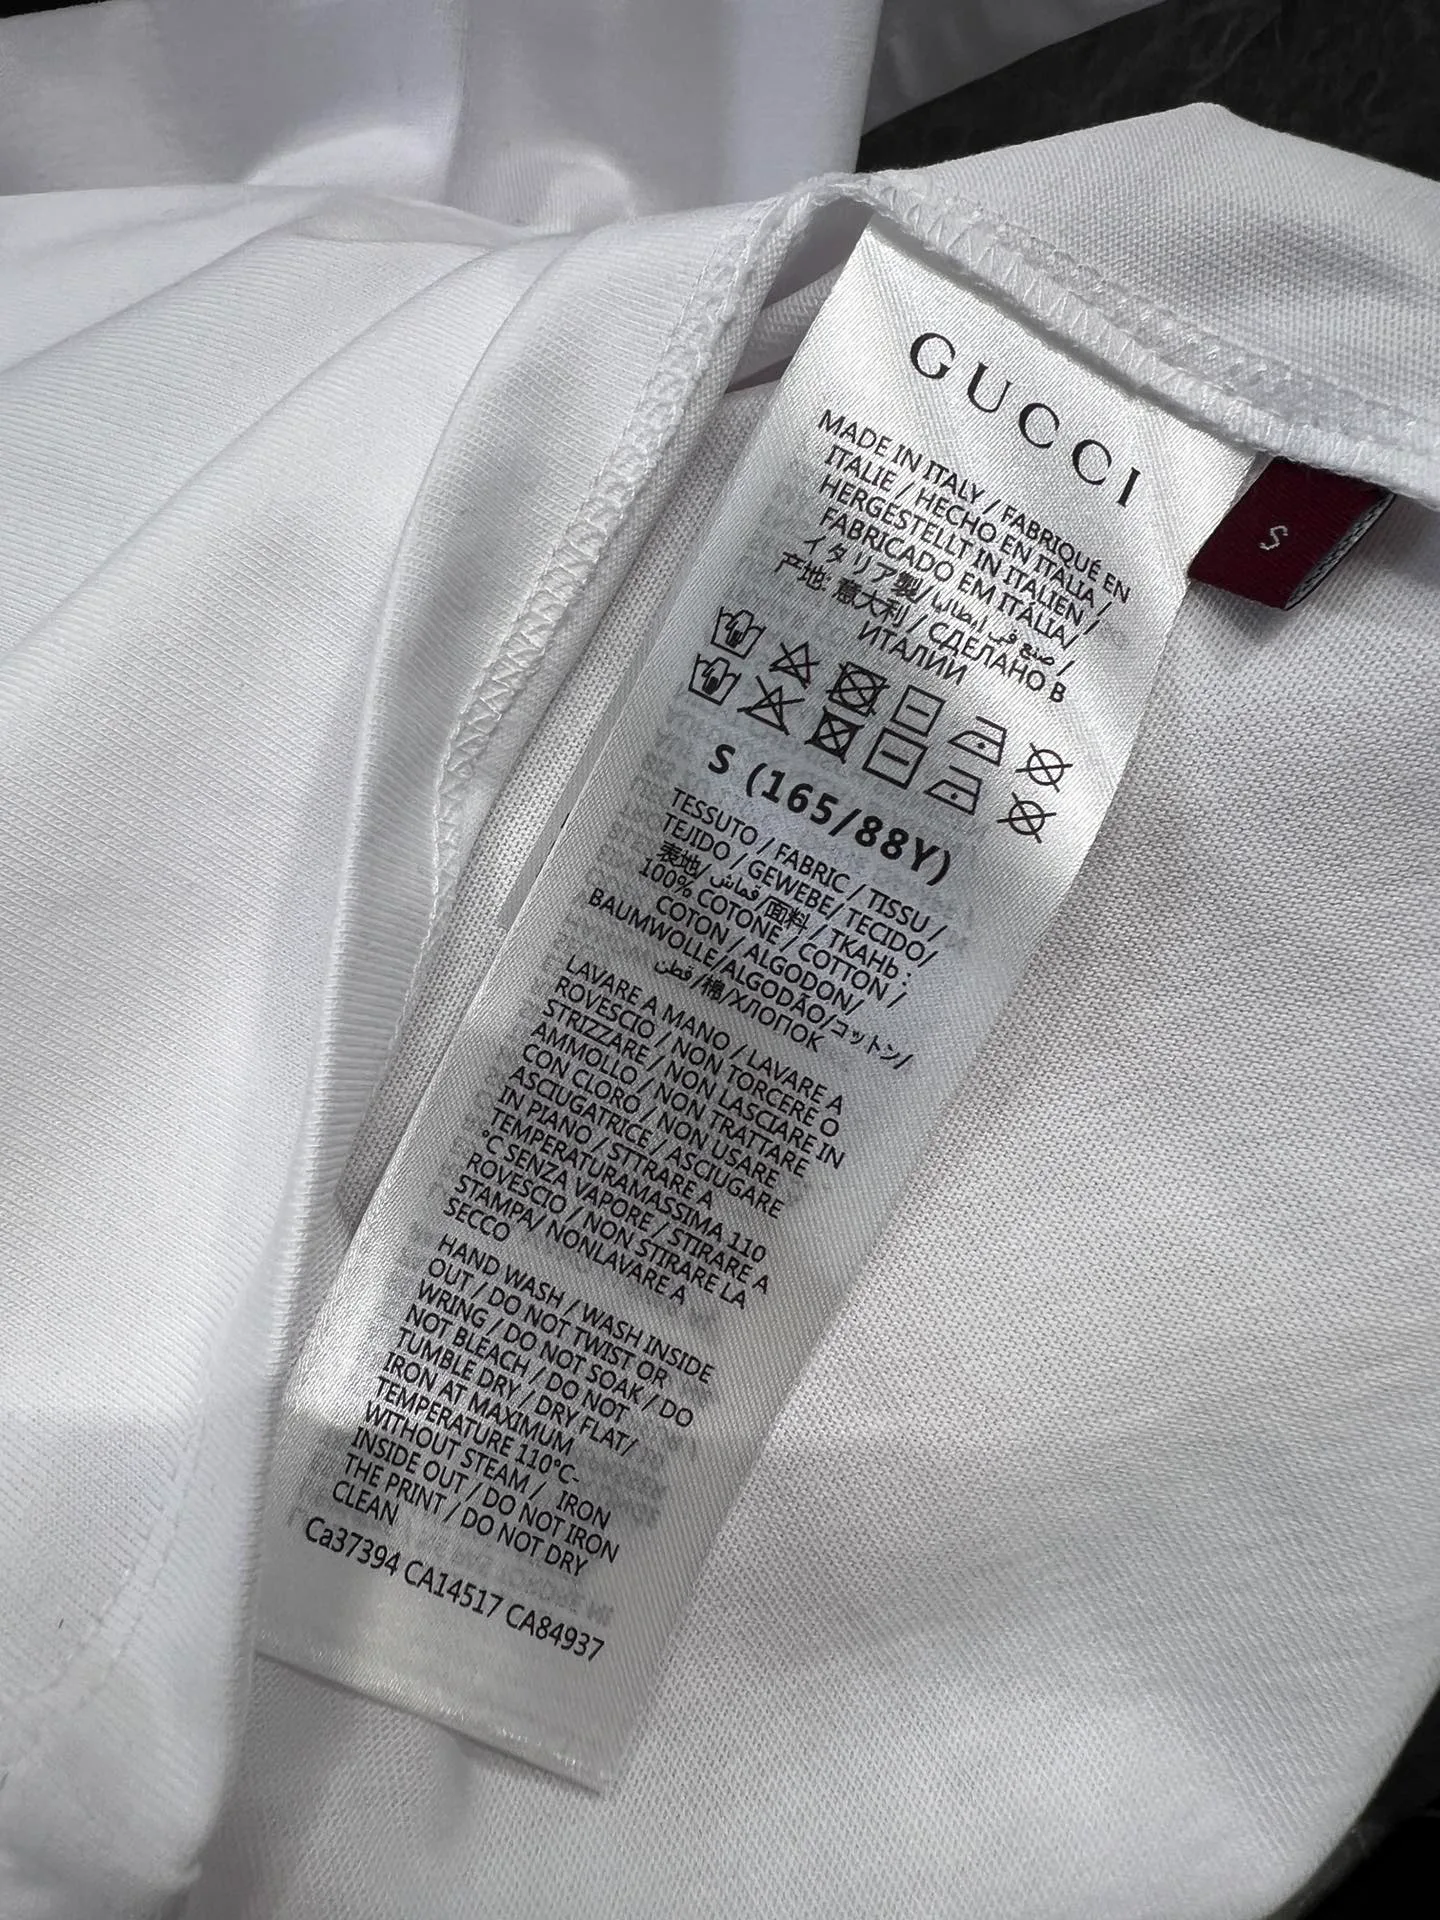 GUCCI
MADE IN ITALY / FABRIQUÉ EN
ITALIE / HECHO EN ITALIA /
HERGESTELLT IN ITALIEN /
FABRICADO EM ITÁLIA/
イタリア製/صنع في إيطاليا /
产地: 意大利 / СДЕЛАНО В
ИТАЛИИ
S
S (165/88Y)
TESSUTO / FABRIC / TISSU /
TEJIDO / GEWEBE/ TECIDO/
表地/قماش/面料 / ТКАНЬ :
100% COTONE / COTTON /
COTON / ALGODON/
BAUMWOLLE/ALGODÃO/コットン/
قطن/棉/ХЛОПОК
LAVARE A MANO / LAVARE A
ROVESCIO / NON TORCERE O
STRIZZARE / NON LASCIARE IN
AMMOLLO / NON TRATTARE
CON CLORO / NON USARE
ASCIUGATRICE / ASCIUGARE
IN PIANO / STTRARE A
TEMPERATURAMASSIMA 110
°C SENZA VAPORE / STIRARE A
ROVESCIO / NON STIRARE LA
STAMPA/ NONLAVARE A
SECCO
HAND WASH / WASH INSIDE
OUT / DO NOT TWIST OR
WRING / DO NOT SOAK / DO
NOT BLEACH / DO NOT
TUMBLE DRY / DRY FLAT/
IRON AT MAXIMUM
TEMPERATURE 110°C-
WITHOUT STEAM / IRON
INSIDE OUT / DO NOT IRON
THE PRINT / DO NOT DRY
CLEAN
Ca37394 CA14517 CA84937